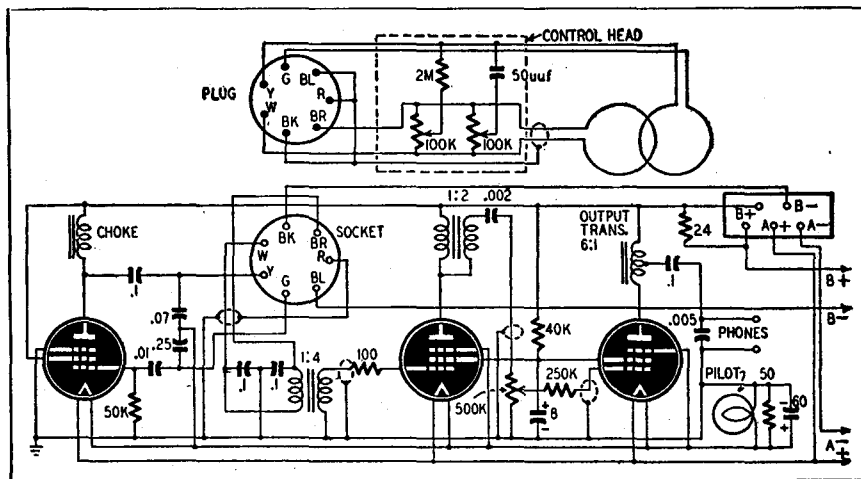 CONTROL HEAD
G
BL
2M
50uuf
PLUG
Y
R
W
BK
BR
100K
100K
1:2
.002
B-
CHOKE
SOCKET
OUTPUT
TRANS.
6:1
24
B+
A+
A-
BK
BR
W
R
Y
G
BL
.1
.1
B+
B-
.07
.005
PHONES
40K
.01
.25
1:4
100
250K
PILOT
50
.1
.1
50K
500K
+
8
-
+
-
60
+
A-
+